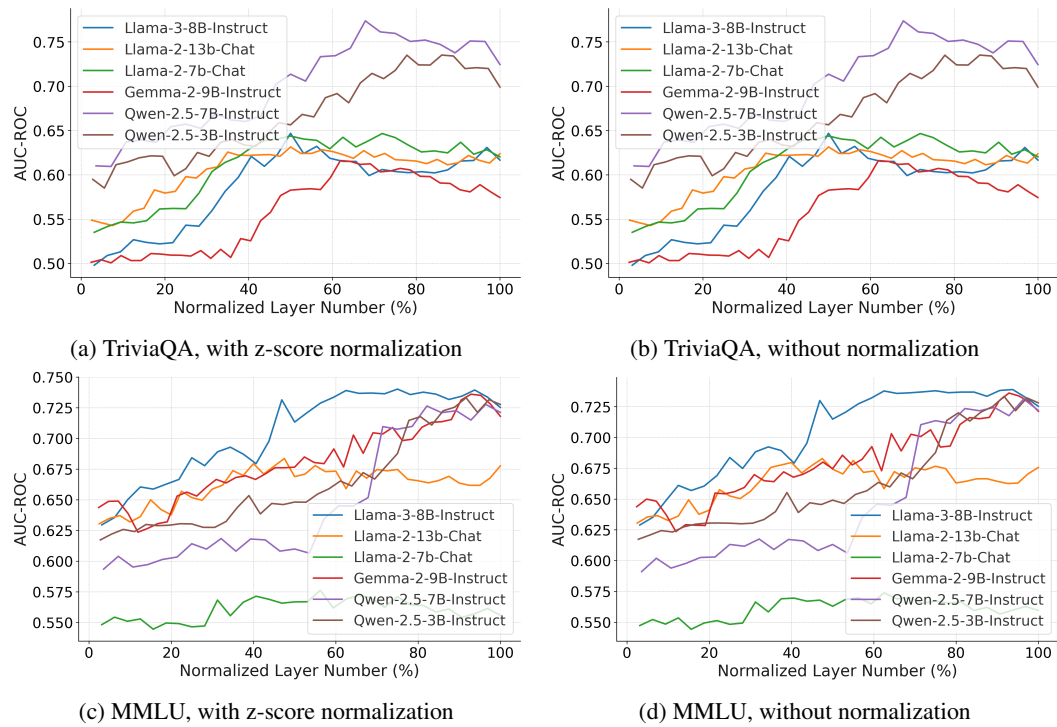 0.75
0.70
0.65
0.60
0.55
0.50
AUC-ROC
Llama-3-8B-Instruct
Llama-2-13b-Chat
Llama-2-7b-Chat
Gemma-2-9B-Instruct
Qwen-2.5-7B-Instruct
Qwen-2.5-3B-Instruct
0 20 40 60 80 100
Normalized Layer Number (%)
(a) TriviaQA, with z-score normalization
0.75
0.70
0.65
0.60
0.55
0.50
AUC-ROC
Llama-3-8B-Instruct
Llama-2-13b-Chat
Llama-2-7b-Chat
Gemma-2-9B-Instruct
Qwen-2.5-7B-Instruct
Qwen-2.5-3B-Instruct
0 20 40 60 80 100
Normalized Layer Number (%)
(b) TriviaQA, without normalization
0.750
0.725
0.700
0.675
0.650
0.625
0.600
0.575
0.550
AUC-ROC
Llama-3-8B-Instruct
Llama-2-13b-Chat
Llama-2-7b-Chat
Gemma-2-9B-Instruct
Qwen-2.5-7B-Instruct
Qwen-2.5-3B-Instruct
0 20 40 60 80 100
Normalized Layer Number (%)
(c) MMLU, with z-score normalization
0.725
0.700
0.675
0.650
0.625
0.600
0.575
0.550
AUC-ROC
Llama-3-8B-Instruct
Llama-2-13b-Chat
Llama-2-7b-Chat
Gemma-2-9B-Instruct
Qwen-2.5-7B-Instruct
Qwen-2.5-3B-Instruct
0 20 40 60 80 100
Normalized Layer Number (%)
(d) MMLU, without normalization